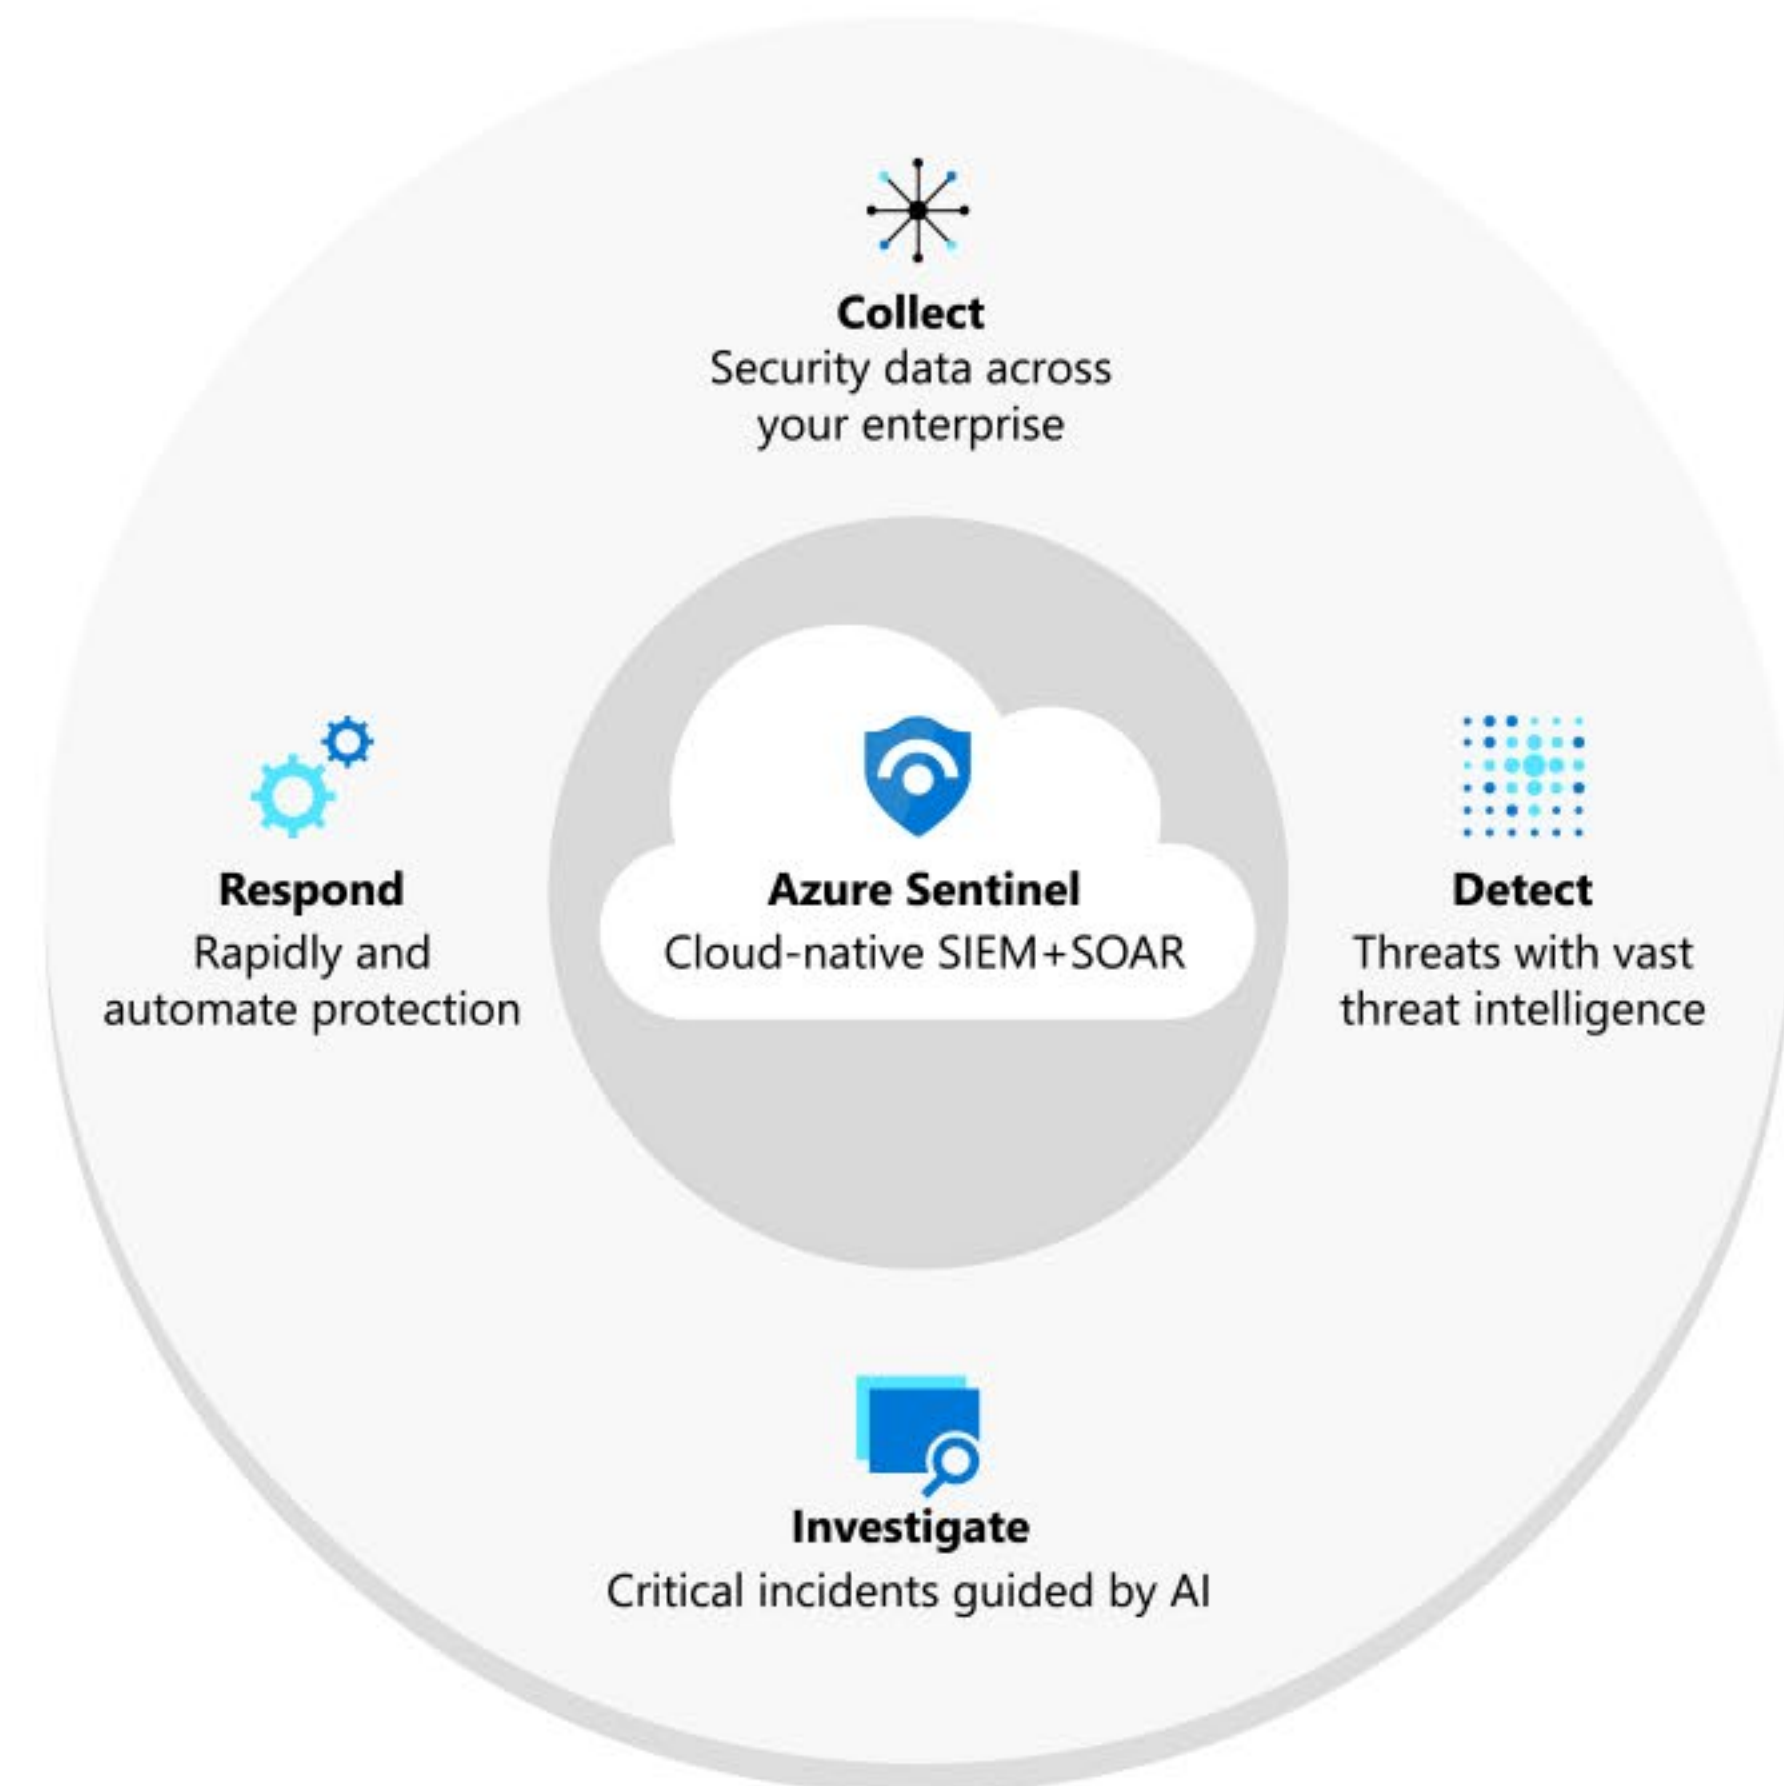 Collect
Security data across
your enterprise
Respond
Rapidly and
automate protection
Azure Sentinel
Cloud-native SIEM+SOAR
Detect
Threats with vast
threat intelligence
Investigate
Critical incidents guided by AI